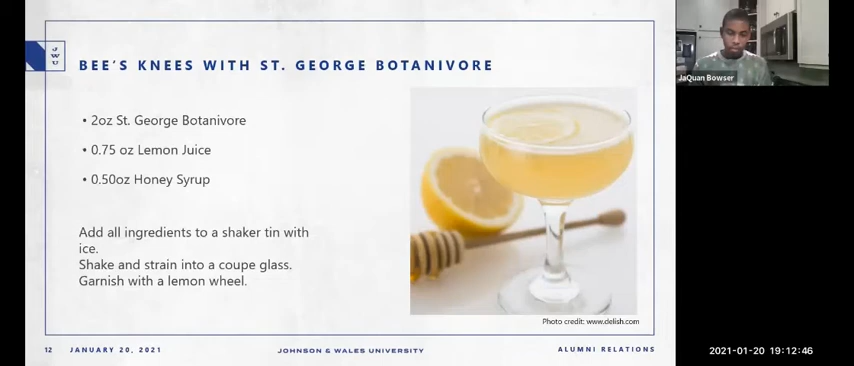 JWU
BEE'S KNEES WITH ST. GEORGE BOTANIVORE
• 2oz St. George Botanivore
• 0.75 oz Lemon Juice
• 0.50oz Honey Syrup
Add all ingredients to a shaker tin with
ice.
Shake and strain into a coupe glass.
Garnish with a lemon wheel.
Photo credit: www.delish.com
12 JANUARY 20, 2021 JOHNSON & WALES UNIVERSITY ALUMNI RELATIONS
JaQuan Bowser
2021-01-20 19:12:46